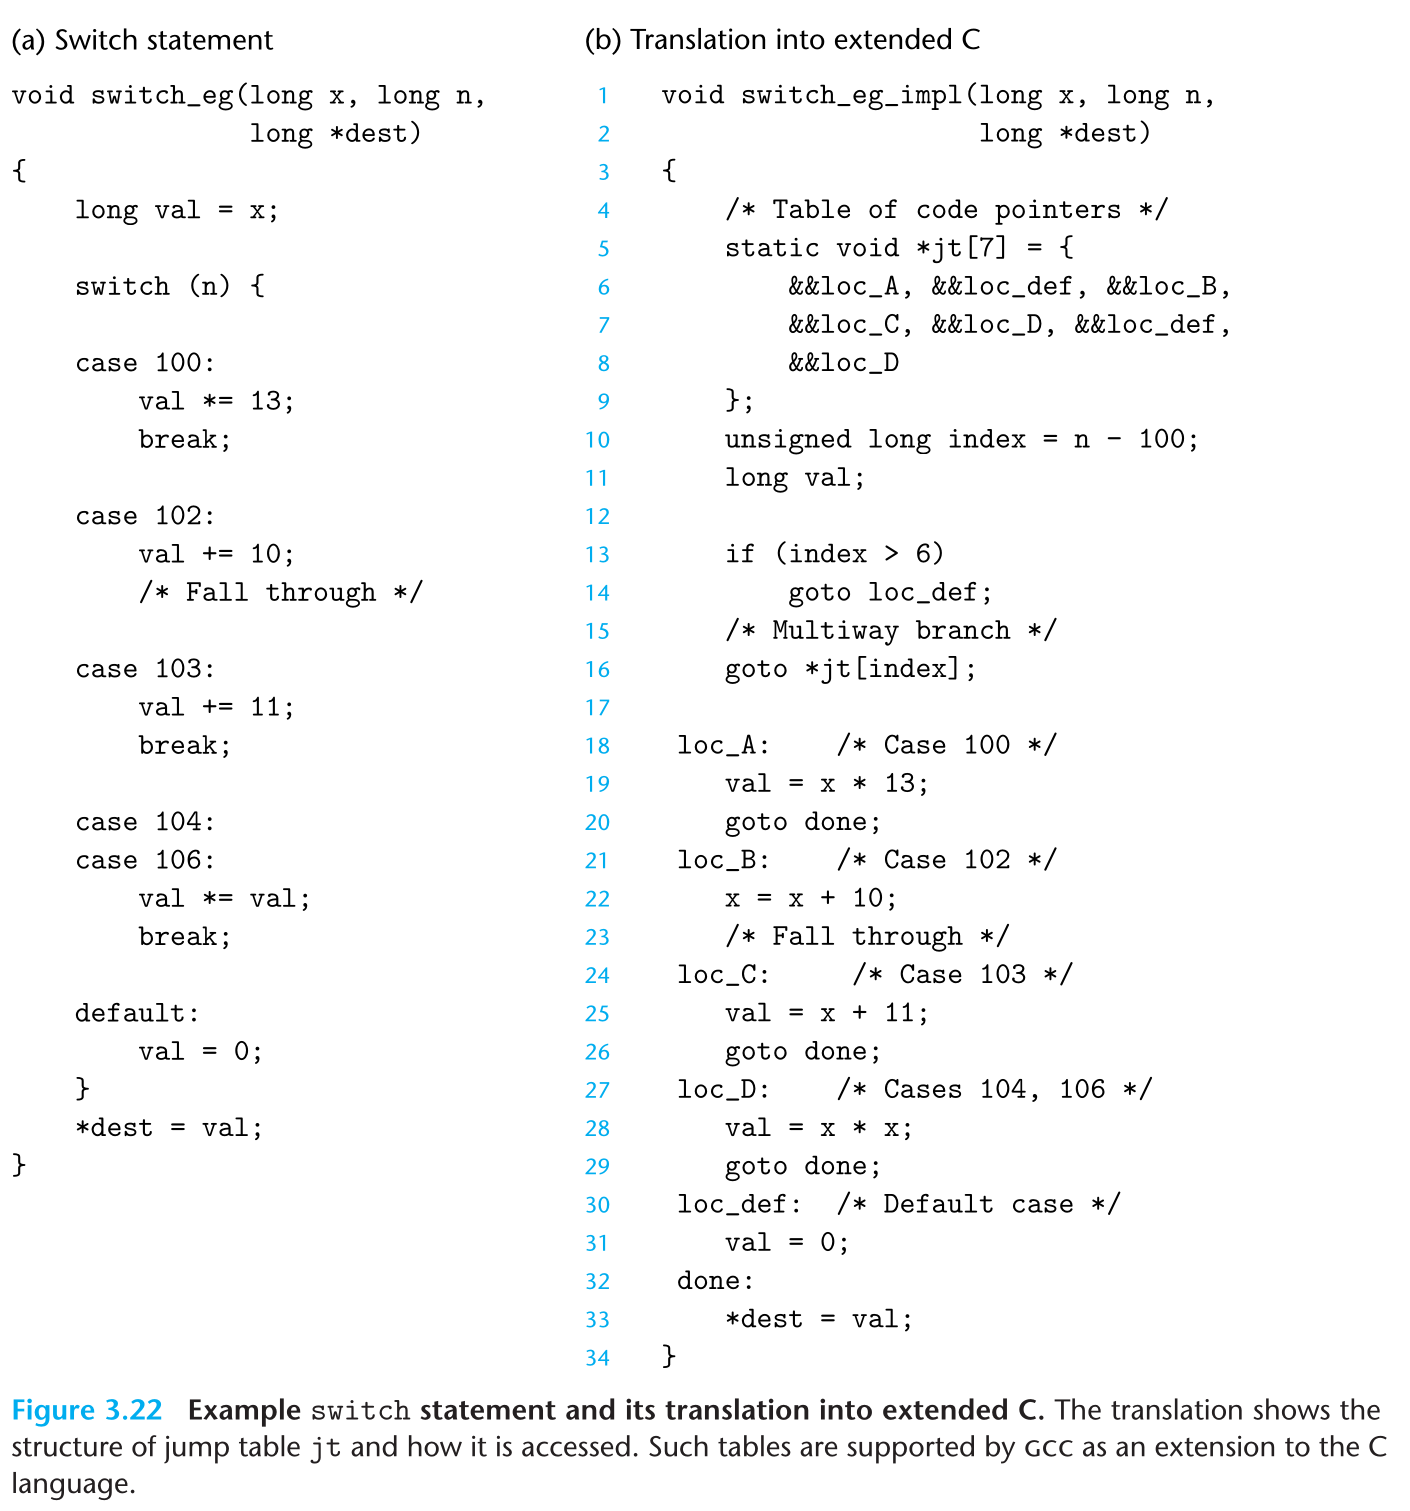 (a) Switch statement
void switch_eg(long x, long n,
               long *dest)
{
    long val = x;
    switch (n) {
    case 100:
        val *= 13;
        break;
    case 102:
        val += 10;
        /* Fall through */
    case 103:
        val += 11;
        break;
    case 104:
    case 106:
        val *= val;
        break;
    default:
        val = 0;
    }
    *dest = val;
}
(b) Translation into extended C
1 void switch_eg_impl(long x, long n,
2                     long *dest)
3 {
4     /* Table of code pointers */
5     static void *jt[7] = {
6         &&loc_A, &&loc_def, &&loc_B,
7         &&loc_C, &&loc_D, &&loc_def,
8         &&loc_D
9     };
10     unsigned long index = n - 100;
11     long val;
12
13     if (index > 6)
14         goto loc_def;
15     /* Multiway branch */
16     goto *jt[index];
17
18  loc_A:    /* Case 100 */
19     val = x * 13;
20     goto done;
21  loc_B:    /* Case 102 */
22     x = x + 10;
23     /* Fall through */
24  loc_C:     /* Case 103 */
25     val = x + 11;
26     goto done;
27  loc_D:    /* Cases 104, 106 */
28     val = x * x;
29     goto done;
30  loc_def:  /* Default case */
31     val = 0;
32  done:
33     *dest = val;
34 }
Figure 3.22 Example switch statement and its translation into extended C. The translation shows the
structure of jump table jt and how it is accessed. Such tables are supported by GCC as an extension to the C
language.